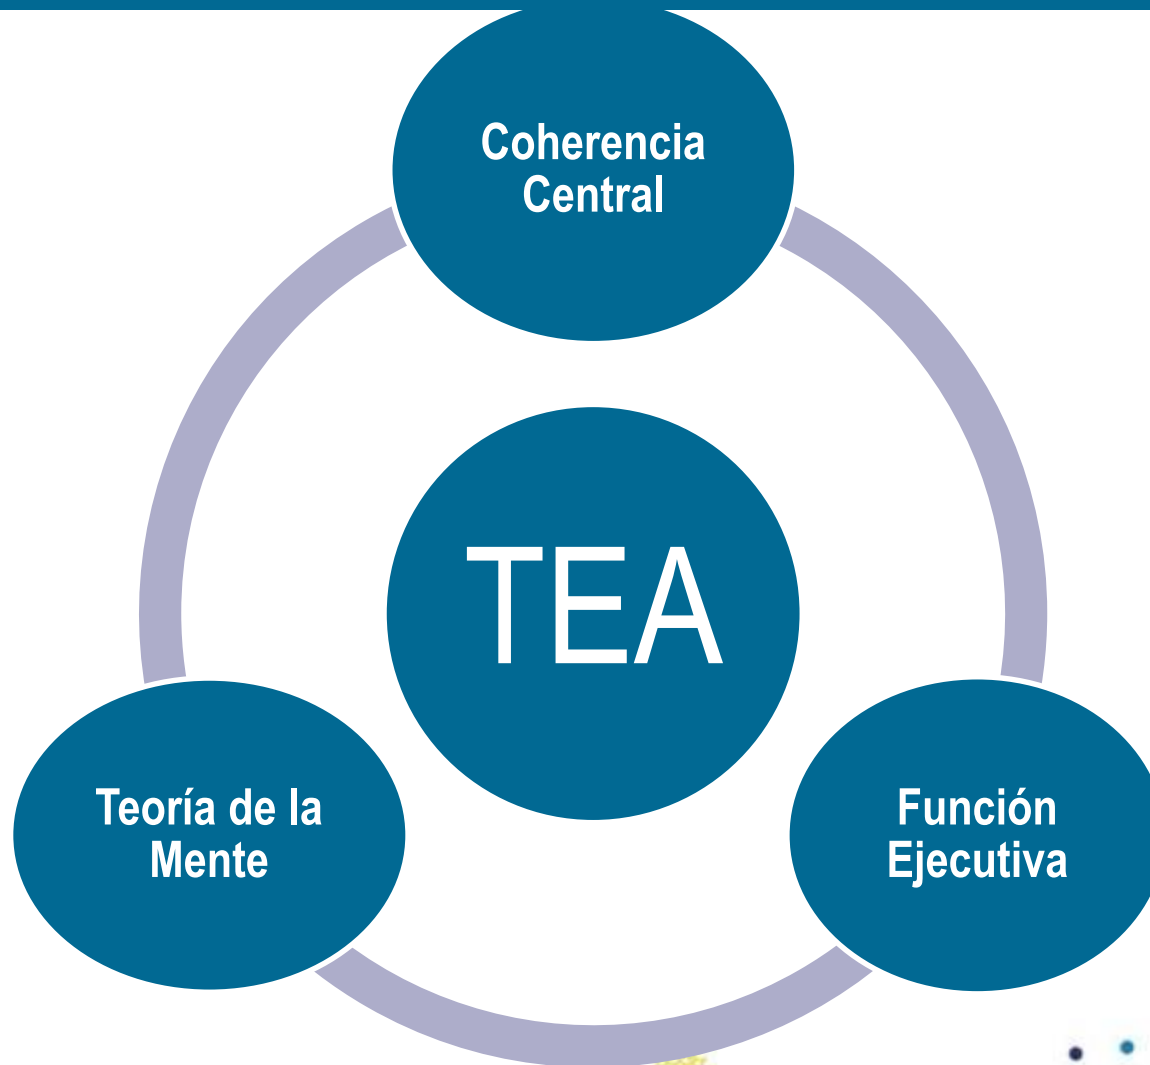 Coherencia
Central
TEA
Teoría de la
Mente
Función
Ejecutiva